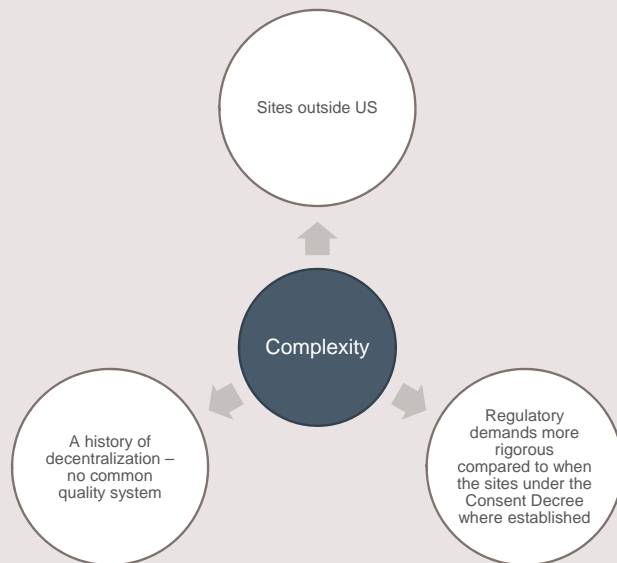 Sites outside US
Complexity
A history of
decentralization –
no common
quality system
Regulatory
demands more
rigorous
compared to when
the sites under the
Consent Decree
where established